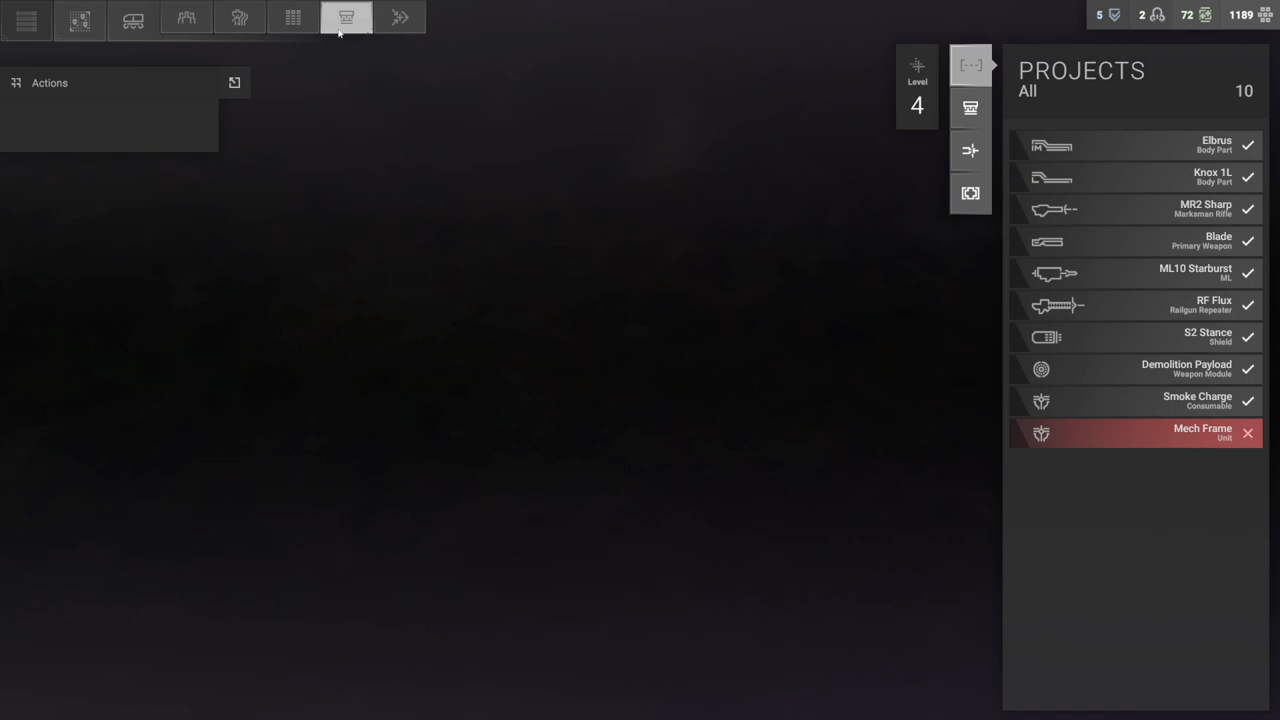 5 2 72 1189
Actions
Level
4
PROJECTS
All 10
Elbrus
Body Part
Knox 1L
Body Part
MR2 Sharp
Marksman Rifle
Blade
Primary Weapon
ML10 Starburst
ML
RF Flux
Railgun Repeater
S2 Stance
Shield
Demolition Payload
Weapon Module
Smoke Charge
Consumable
Mech Frame
Unit